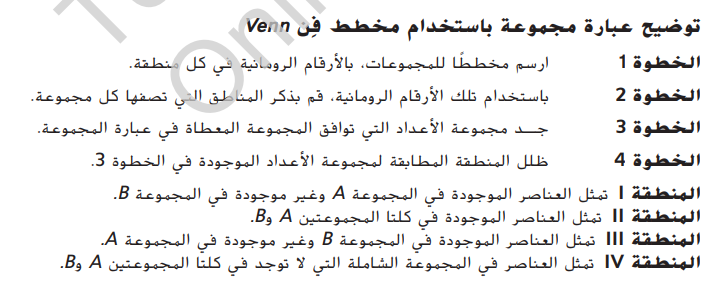 توضيح عبارة مجموعة باستخدام مخطط فِن Venn
الخطوة 1 ارسم مخططًا للمجموعات، بالأرقام الرومانية في كل منطقة.
الخطوة 2 باستخدام تلك الأرقام الرومانية، قم بذكر المناطق التي تصفها كل مجموعة.
الخطوة 3 جد مجموعة الأعداد التي توافق المجموعة المعطاة في عبارة المجموعة.
الخطوة 4 ظلل المنطقة المطابقة لمجموعة الأعداد الموجودة في الخطوة 3.
المنطقة I تمثل العناصر الموجودة في المجموعة A وغير موجودة في المجموعة B.
المنطقة II تمثل العناصر الموجودة في كلتا المجموعتين A وB.
المنطقة III تمثل العناصر الموجودة في المجموعة B وغير موجودة في المجموعة A.
المنطقة IV تمثل العناصر في المجموعة الشاملة التي لا توجد في كلتا المجموعتين A وB.